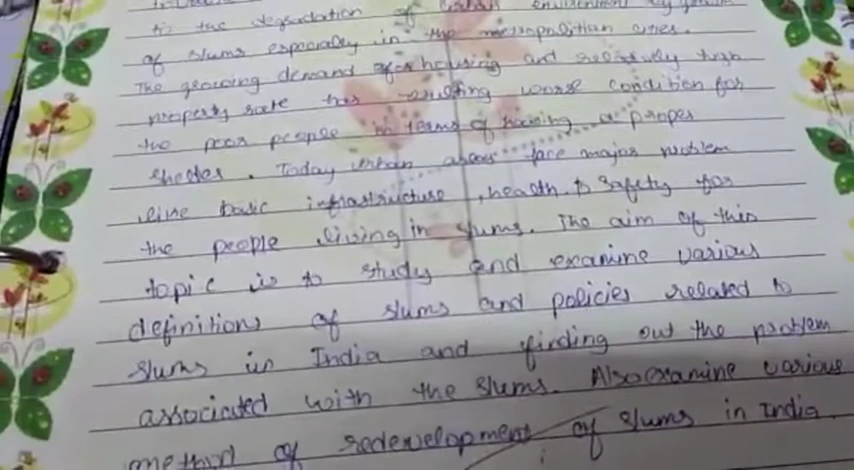 to the degradation of urban environment by growth
of slums especially in the metropolitian cities.
The growing demand of housing and relatively high
property rate has resulting worse condition for
the poor people in terms of having a proper
shelter. Today urban areas face major problem
like basic infrastructure, health & safety for
the people living in slums. The aim of this
topic is to study and examine various
definitions of slums and policies related to
slums in India and finding out the problem
associated with the slums. Also examine various
method of redevelopment of slums in India